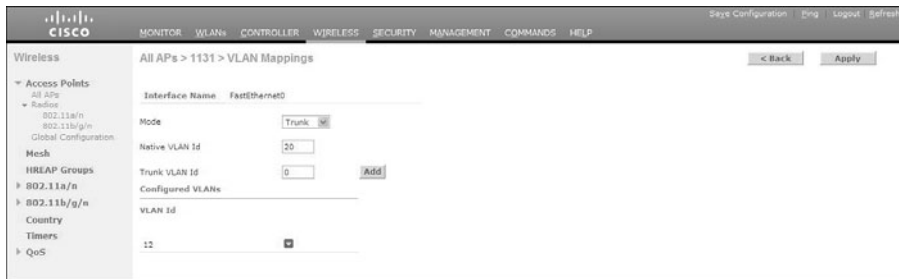 Save Configuration Ping Logout Refresh
CISCO
MONITOR WLANs CONTROLLER WIRELESS SECURITY MANAGEMENT COMMANDS HELP
Wireless
Access Points
All APs
Radios
802.11a/n
802.11b/g/n
Global Configuration
Mesh
HREAP Groups
802.11a/n
802.11b/g/n
Country
Timers
QoS
All APs > 1131 > VLAN Mappings
< Back Apply
Interface Name FastEthernet0
Mode Trunk
Native VLAN Id 20
Trunk VLAN Id 0 Add
Configured VLANs
VLAN Id
12